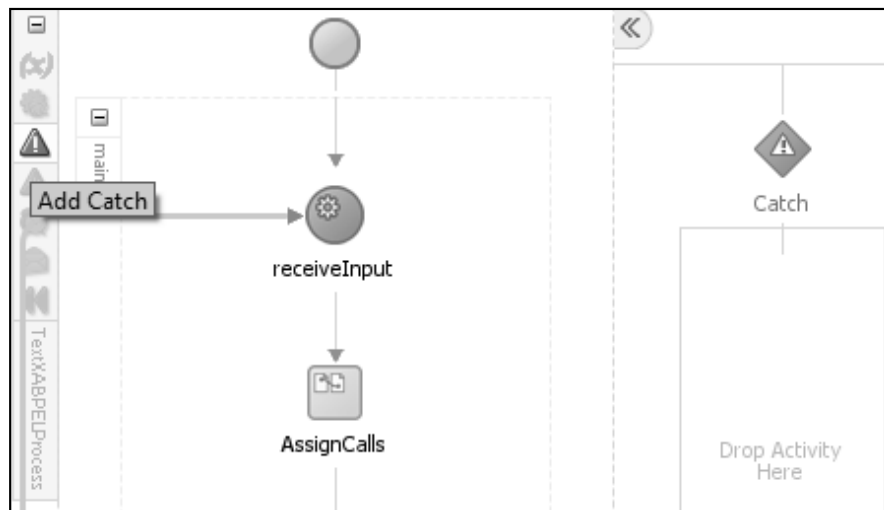 (x)
main
Add Catch
receiveInput
AssignCalls
TextXABPELProcess
Catch
Drop Activity
Here